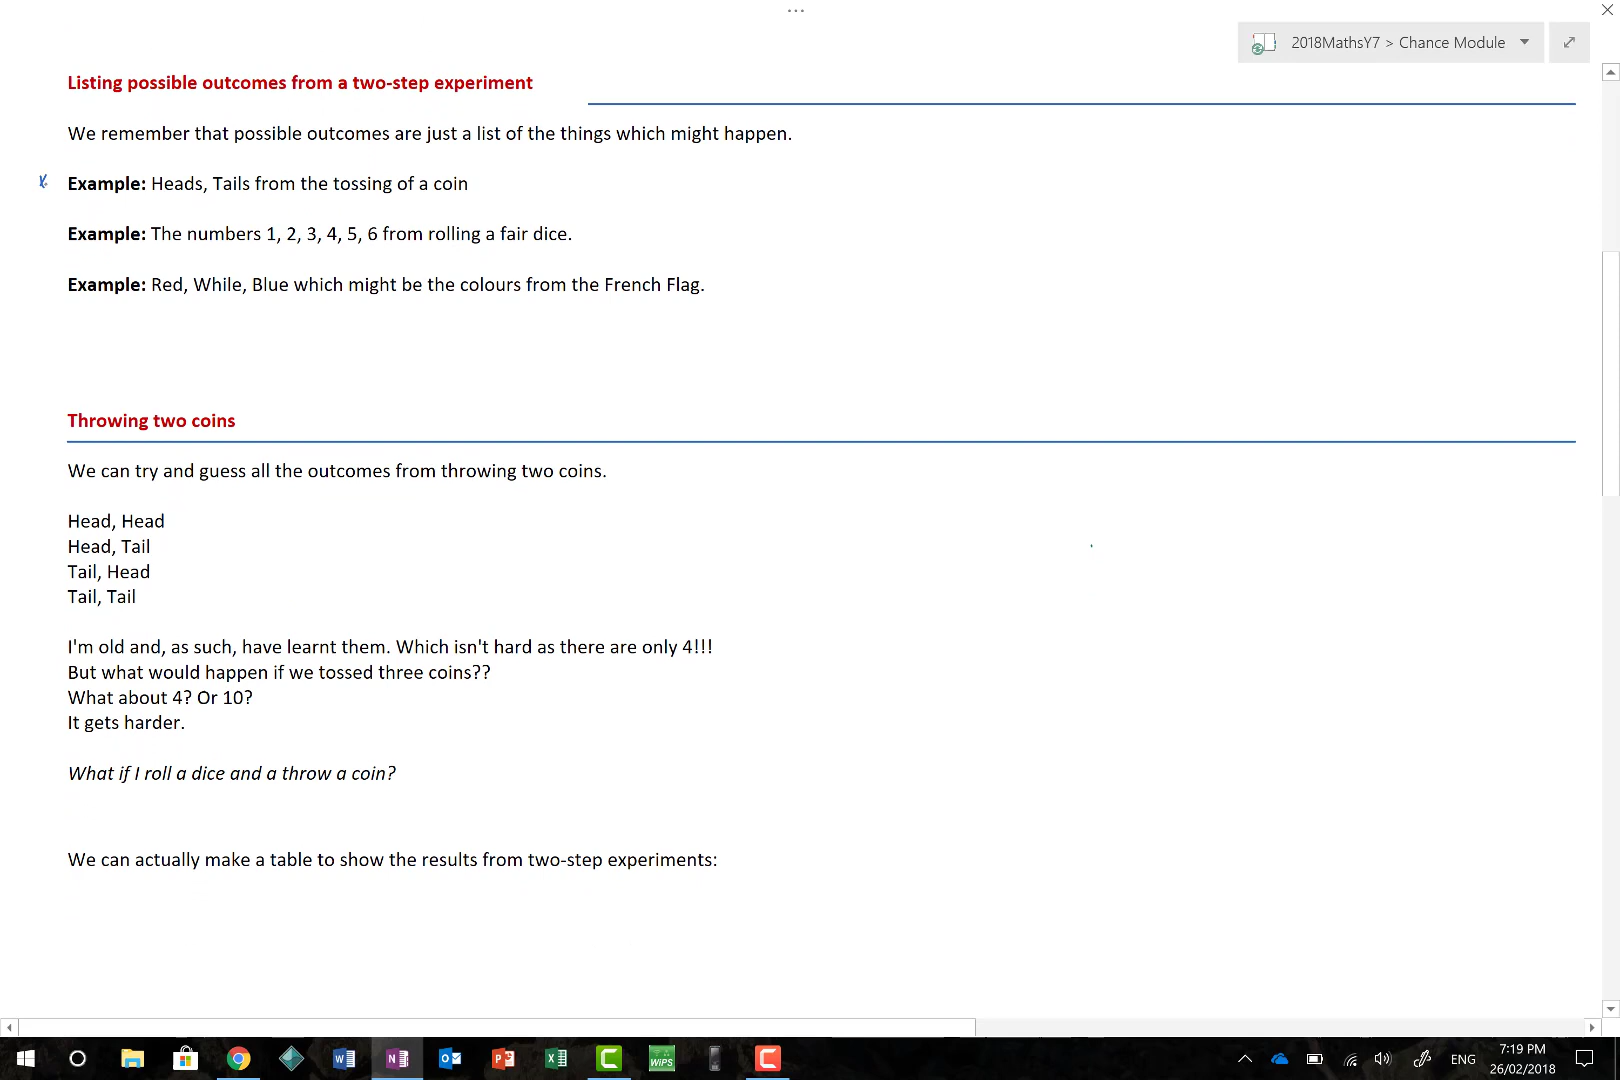 2018MathsY7 > Chance Module
Listing possible outcomes from a two-step experiment
We remember that possible outcomes are just a list of the things which might happen.
Example: Heads, Tails from the tossing of a coin
Example: The numbers 1, 2, 3, 4, 5, 6 from rolling a fair dice.
Example: Red, While, Blue which might be the colours from the French Flag.
Throwing two coins
We can try and guess all the outcomes from throwing two coins.
Head, Head
Head, Tail
Tail, Head
Tail, Tail
I'm old and, as such, have learnt them. Which isn't hard as there are only 4!!!
But what would happen if we tossed three coins??
What about 4? Or 10?
It gets harder.
What if I roll a dice and a throw a coin?
We can actually make a table to show the results from two-step experiments:
WiPS
ENG
7:19 PM
26/02/2018